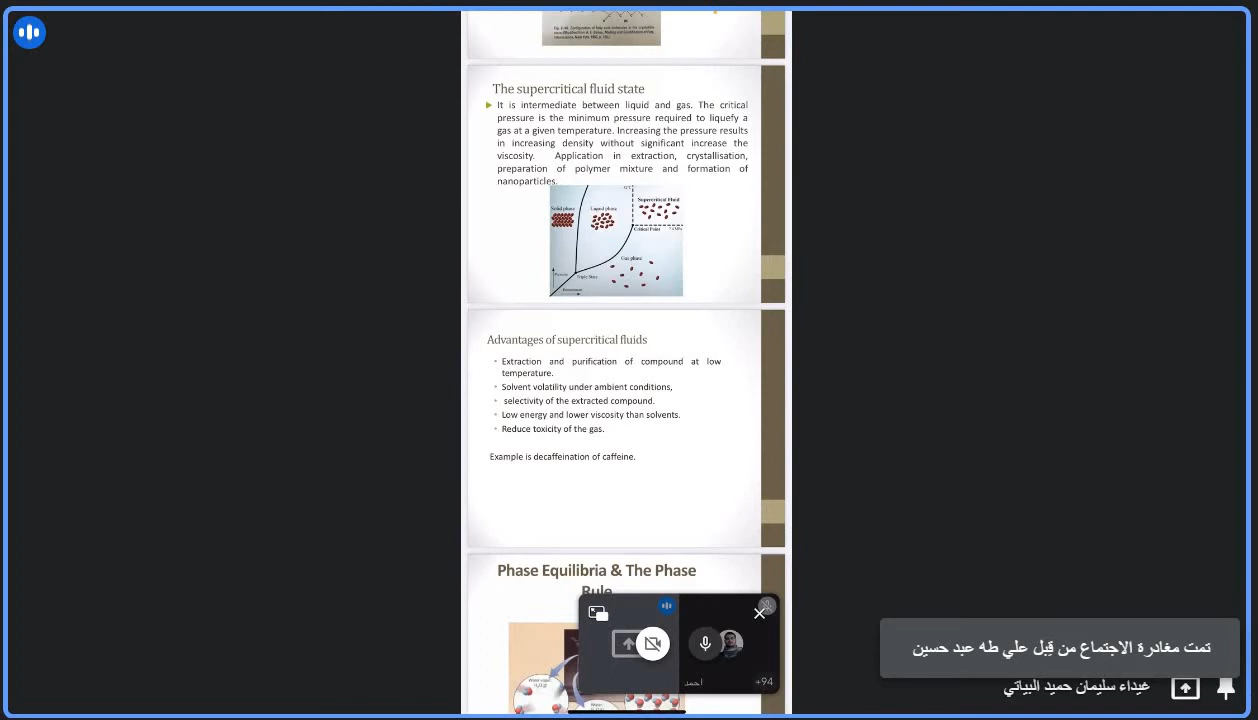 The supercritical fluid state
It is intermediate between liquid and gas. The critical
pressure is the minimum pressure required to liquefy a
gas at a given temperature. Increasing the pressure results
in increasing density without significant increase the
viscosity. Application in extraction, crystallisation,
preparation of polymer mixture and formation of
nanoparticles.
Solid phase
Liquid phase
Supercritical Fluid
Critical Point
Gas phase
Triple State
Pressure
Advantages of supercritical fluids
Extraction and purification of compound at low
temperature.
Solvent volatility under ambient conditions,
selectivity of the extracted compound.
Low energy and lower viscosity than solvents.
Reduce toxicity of the gas.
Example is decaffeination of caffeine.
Phase Equilibria & The Phase
Rule
Water vapor
احمد
+94
تمت مغادرة الاجتماع من قِبل علي طه عبد حسين
غيداء سليمان حميد البياتي